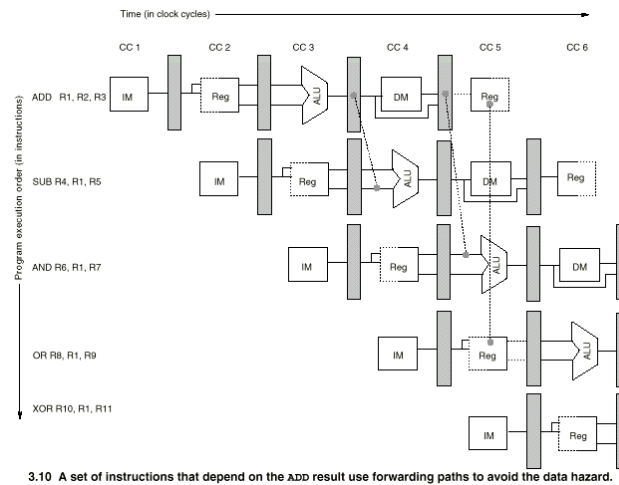 Time (in clock cycles)
CC 1 CC 2 CC 3 CC 4 CC 5 CC 6
Program execution order (in instructions)
ADD R1, R2, R3 IM Reg ALU DM Reg
SUB R4, R1, R5 IM Reg ALU DM Reg
AND R6, R1, R7 IM Reg ALU DM
OR R8, R1, R9 IM Reg ALU
XOR R10, R1, R11 IM Reg
3.10 A set of instructions that depend on the ADD result use forwarding paths to avoid the data hazard.